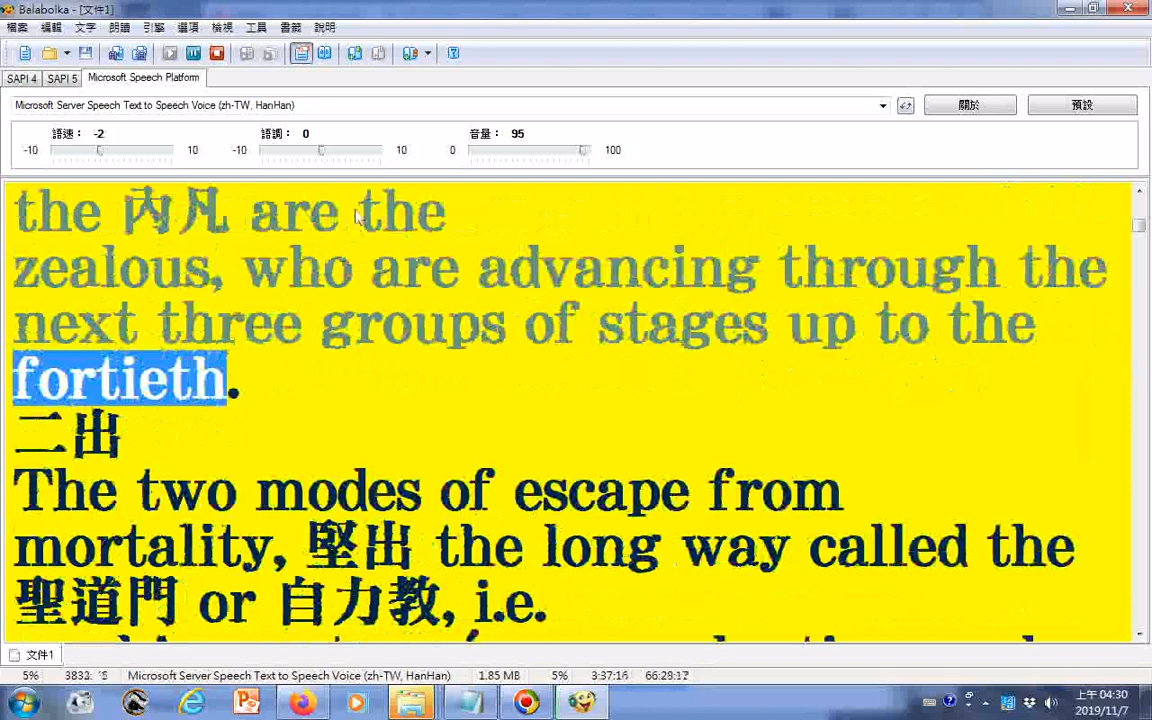 Balabolka - [文件1]
檔案 編輯 文字 朗讀 引擎 選項 檢視 工具 書籤 說明
SAPI 4 SAPI 5 Microsoft Speech Platform
Microsoft Server Speech Text to Speech Voice (zh-TW, HanHan) 關於 預設
語速： -2 語調： 0 音量： 95
-10 10 -10 10 0 100
the 內凡 are the
zealous, who are advancing through the
next three groups of stages up to the
fortieth.
二出
The two modes of escape from
mortality, 堅出 the long way called the
聖道門 or 自力教, i.e.
文件1
5% Microsoft Server Speech Text to Speech Voice (zh-TW, HanHan) 1.85 MB 5% 3:37:16
上午 04:30
2019/11/7